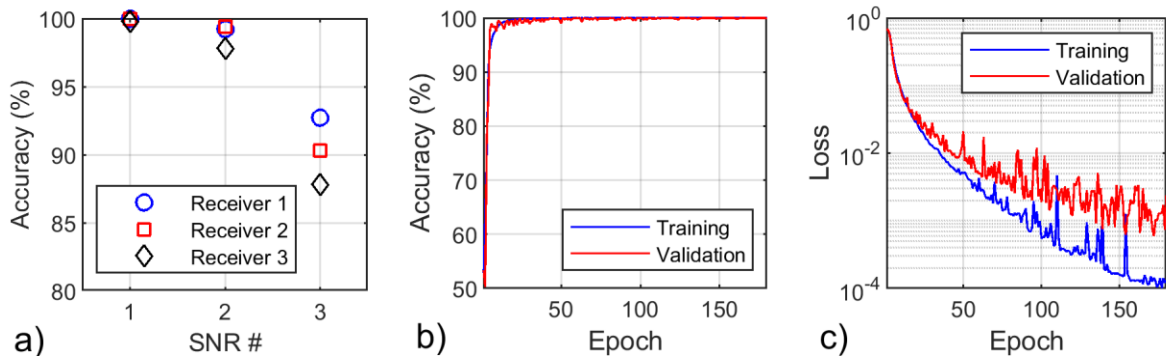 Accuracy (%)
100
95
90
85
80
1
2
3
SNR #
Receiver 1
Receiver 2
Receiver 3
a)
Accuracy (%)
100
90
80
70
60
50
50
100
150
Epoch
Training
Validation
b)
Loss
10^0
10^-2
10^-4
50
100
150
Epoch
Training
Validation
c)